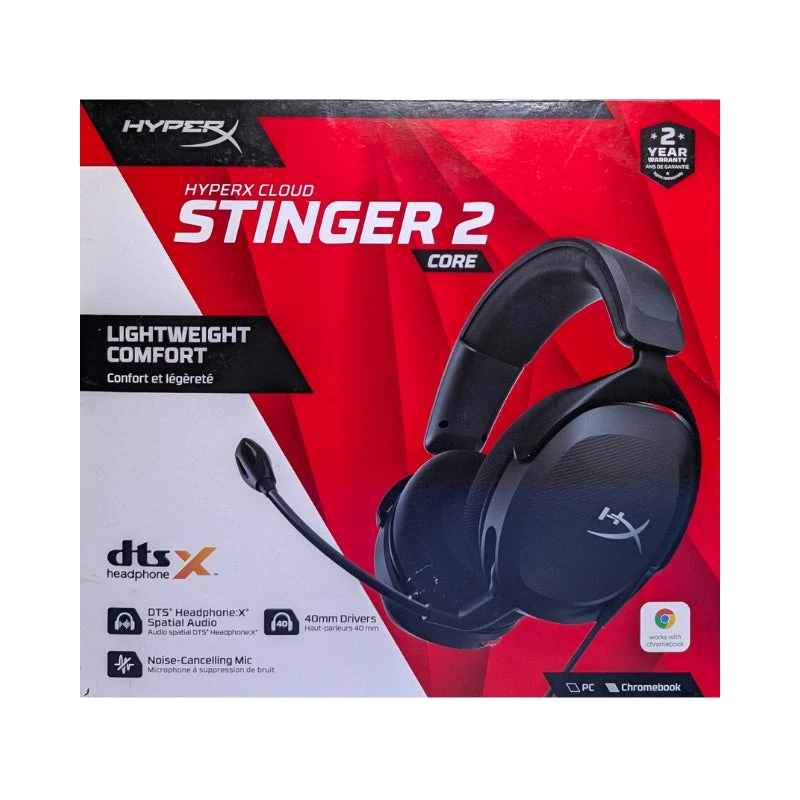 HYPERX
2
YEAR
WARRANTY
ANS DE GARANTIE
HYPERX CLOUD
STINGER 2
CORE
LIGHTWEIGHT
COMFORT
Confort et légèreté
dts X
headphone ™
DTS® Headphone:X®
Spatial Audio
Audio spatial DTS® Headphone:X®
40
40mm Drivers
Haut-parleurs 40 mm
Noise-Cancelling Mic
Microphone à suppression de bruit
HX
works with
chromebook
PC
Chromebook